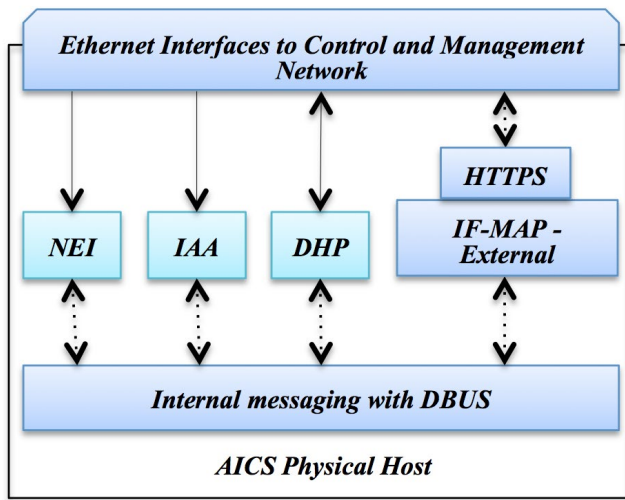 Ethernet Interfaces to Control and Management
Network
HTTPS
NEI
IAA
DHP
IF-MAP -
External
Internal messaging with DBUS
AICS Physical Host